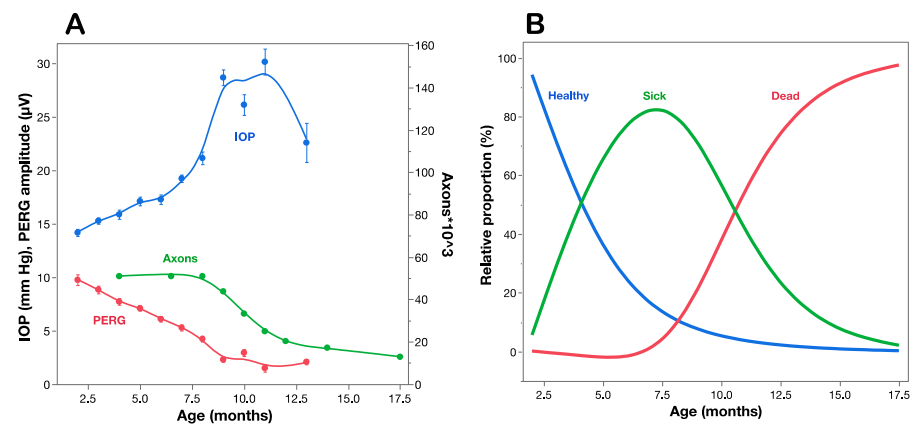 A
IOP (mm Hg), PERG amplitude (µV)
30
25
20
15
10
5
0
160
140
120
100
80
60
40
20
0
Axons*10^3
IOP
Axons
PERG
2.5 5.0 7.5 10.0 12.5 15.0 17.5
Age (months)
B
Relative proportion (%)
100
80
60
40
20
0
Healthy Sick Dead
2.5 5.0 7.5 10.0 12.5 15.0 17.5
Age (months)